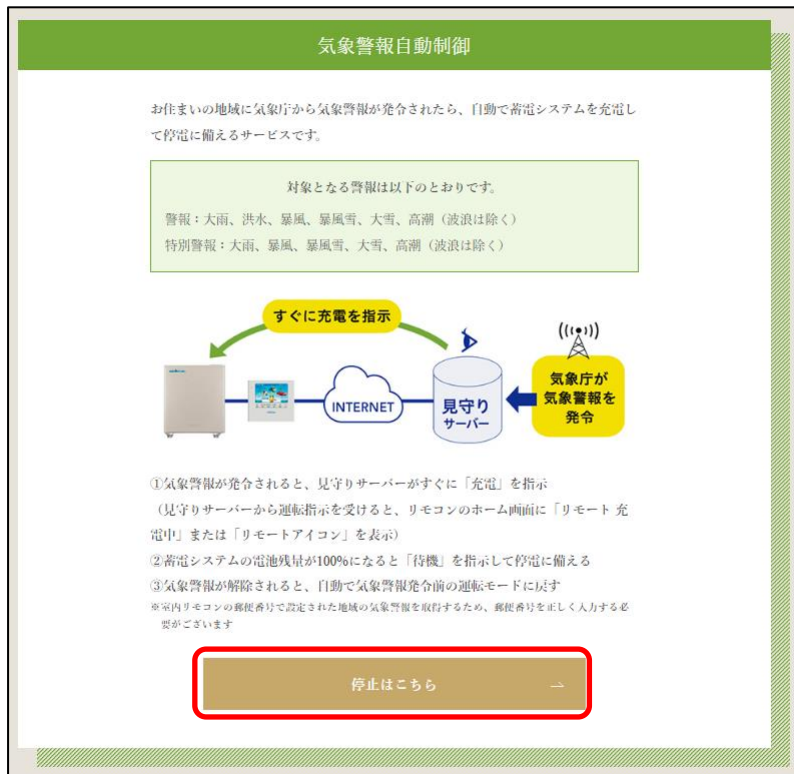 気象警報自動制御
お住まいの地域に気象庁から気象警報が発令されたら、自動で蓄電システムを充電し
て停電に備えるサービスです。
対象となる警報は以下のとおりです。
警報：大雨、洪水、暴風、暴風雪、大雪、高潮（波浪は除く）
特別警報：大雨、暴風、暴風雪、大雪、高潮（波浪は除く）
すぐに充電を指示
INTERNET
見守り
サーバー
気象庁が
気象警報を
発令
①気象警報が発令されると、見守りサーバーがすぐに「充電」を指示
（見守りサーバーから運転指示を受けると、リモコンのホーム画面に「リモート 充
電中」または「リモートアイコン」を表示）
②蓄電システムの電池残量が100%になると「待機」を指示して停電に備える
③気象警報が解除されると、自動で気象警報発令前の運転モードに戻す
※室内リモコンの郵便番号で設定された地域の気象警報を取得するため、郵便番号を正しく入力する必
要がございます
停止はこちら →